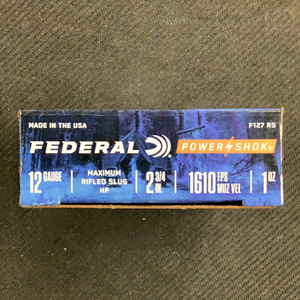 MADE IN THE USA
F127 RS
FEDERAL
POWER SHOK®
12 GAUGE
MAXIMUM
RIFLED SLUG
HP
2 3/4 IN.
1610 FPS
MUZ VEL
1 OZ